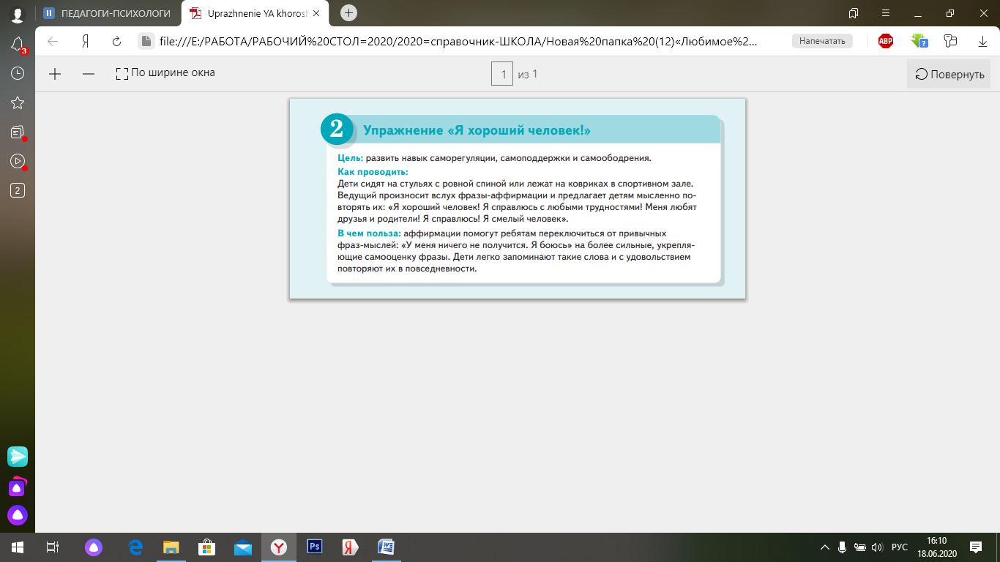 ПЕДАГОГИ-ПСИХОЛОГИ
Uprazhnenie YA khorosh
file:///E:/РАБОТА/РАБОЧИЙ%20СТОЛ=2020/2020=справочник-ШКОЛА/Новая%20папка%20(12)«Любимое%2...
Напечатать
ABP
?
3
По ширине окна
1 из 1
Повернуть
2 Упражнение «Я хороший человек!»
Цель: развить навык саморегуляции, самоподдержки и самоободрения.
Как проводить:
Дети сидят на стульях с ровной спиной или лежат на ковриках в спортивном зале.
Ведущий произносит вслух фразы-аффирмации и предлагает детям мысленно по-
вторять их: «Я хороший человек! Я справлюсь с любыми трудностями! Меня любят
друзья и родители! Я справлюсь! Я смелый человек».
В чем польза: аффирмации помогут ребятам переключиться от привычных
фраз-мыслей: «У меня ничего не получится. Я боюсь» на более сильные, укрепля-
ющие самооценку фразы. Дети легко запоминают такие слова и с удовольствием
повторяют их в повседневности.
2
Ps
РУС
16:10
18.06.2020